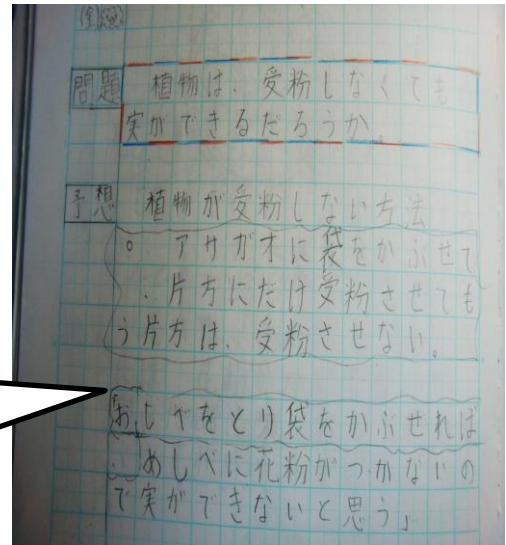 問題 植物は、受粉しなくても
実ができるだろうか。
予想 植物が受粉しない方法
。アサガオに袋をかぶせて
、片方にだけ受粉させても
う片方は、受粉させない。
「おしべをとり袋をかぶせれば
、めしべに花粉がつかないの
で実ができないと思う」